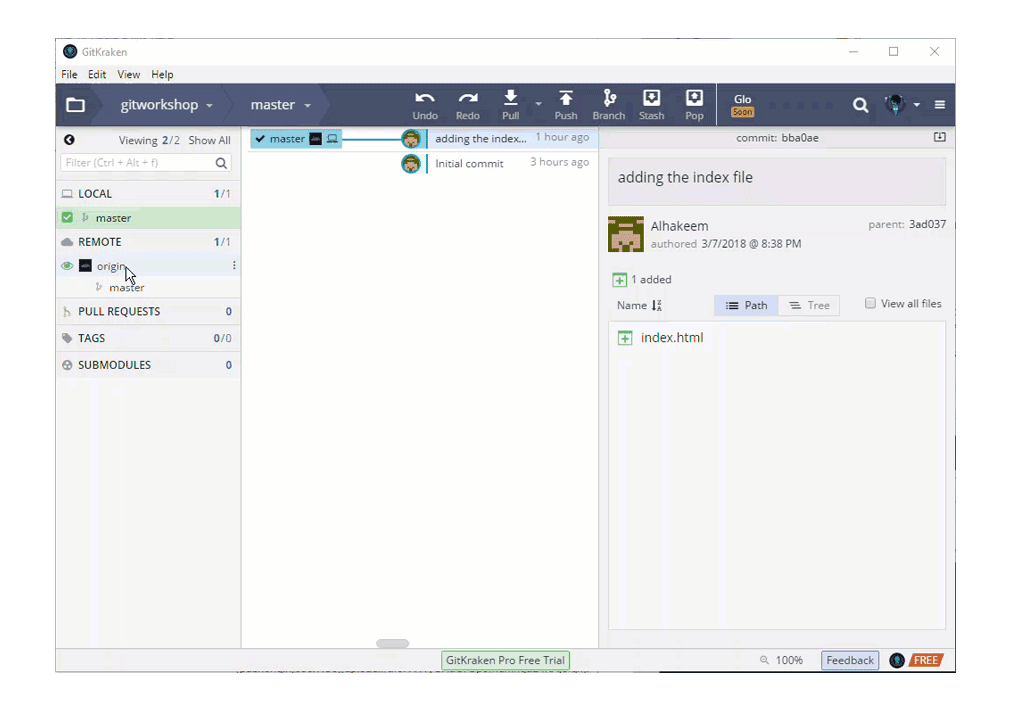 GitKraken
File Edit View Help
gitworkshop master Undo Redo Pull Push Branch Stash Pop Glo Soon
Viewing 2/2 Show All
Filter (Ctrl + Alt + f)
LOCAL 1/1
master
REMOTE 1/1
origin
master
PULL REQUESTS 0
TAGS 0/0
SUBMODULES 0
master adding the index... 1 hour ago
Initial commit 3 hours ago
commit: bba0ae
adding the index file
Alhakeem parent: 3ad037
authored 3/7/2018 @ 8:38 PM
1 added
Name Path Tree View all files
index.html
GitKraken Pro Free Trial 100% Feedback FREE